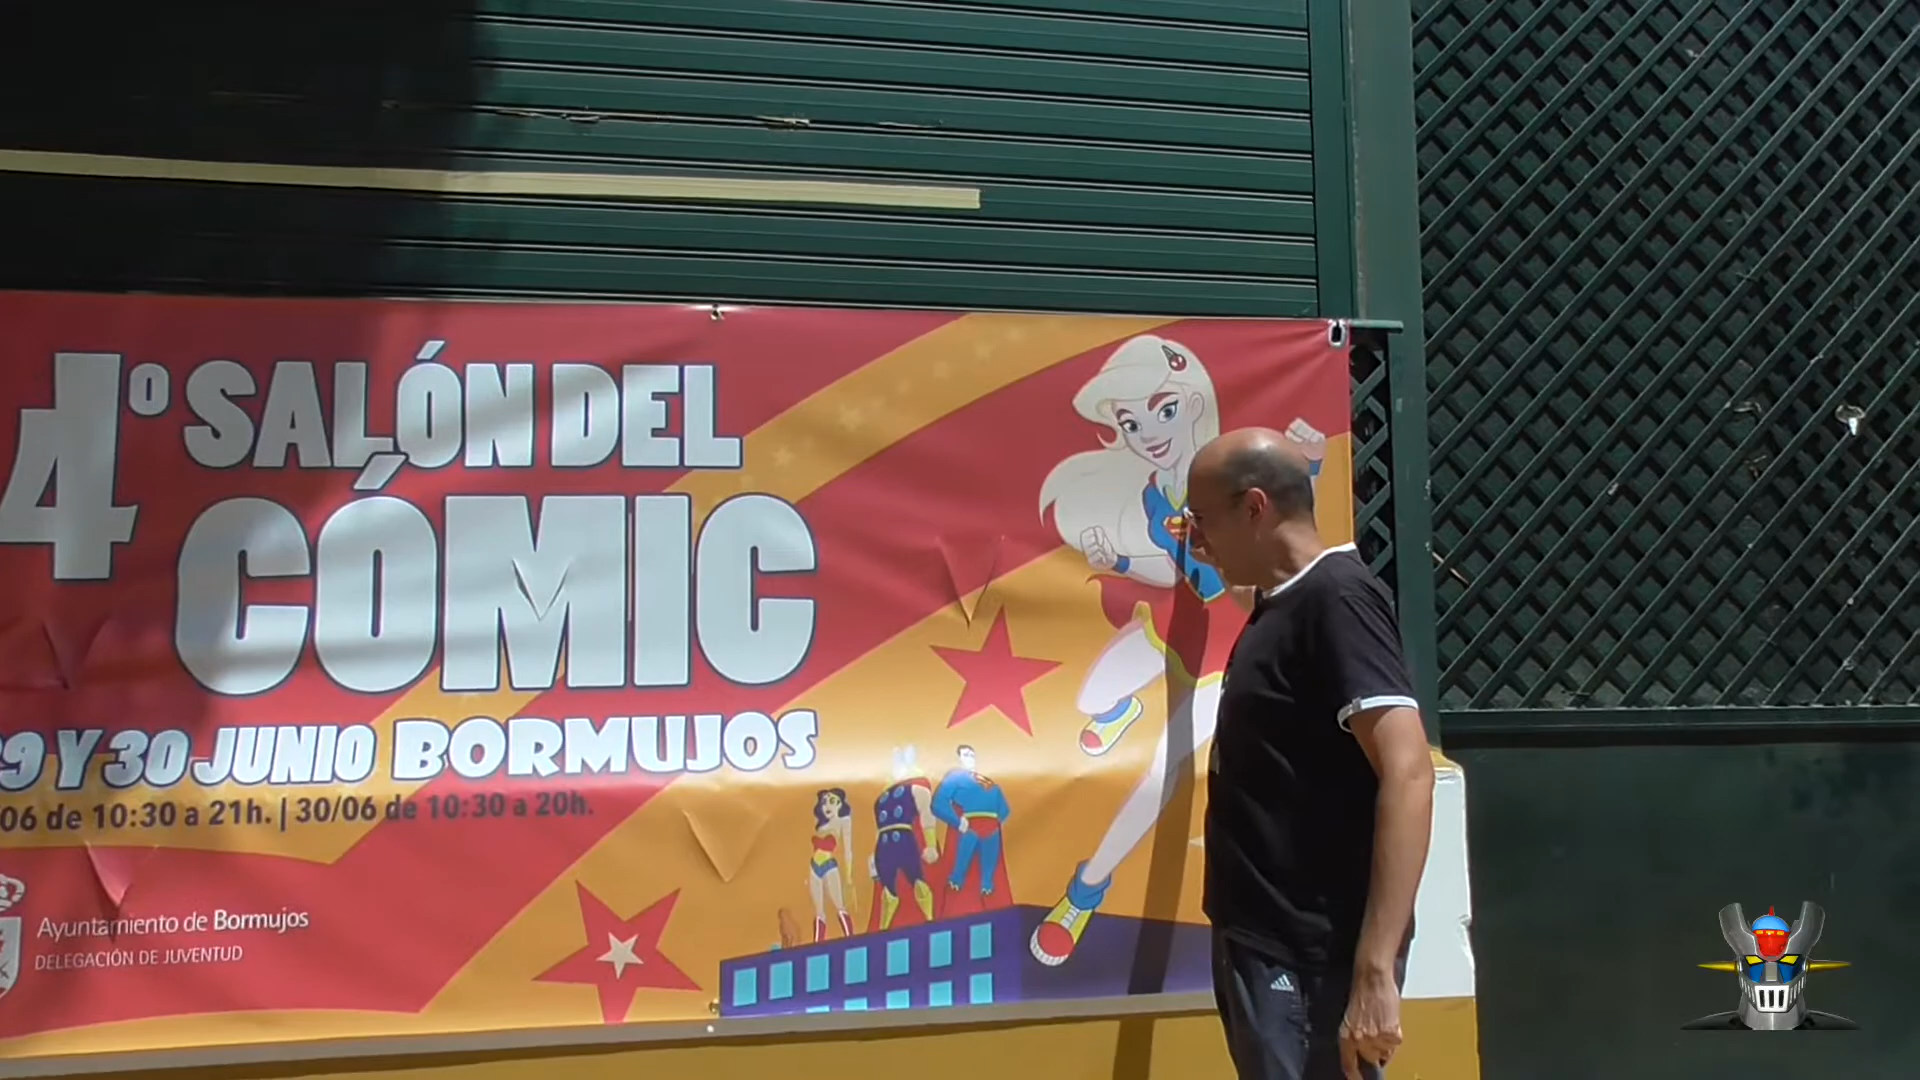 4º SALÓN DEL
CÓMIC
9 Y 30 JUNIO BORMUJOS
06 de 10:30 a 21h. | 30/06 de 10:30 a 20h.
Ayuntamiento de Bormujos
DELEGACIÓN DE JUVENTUD